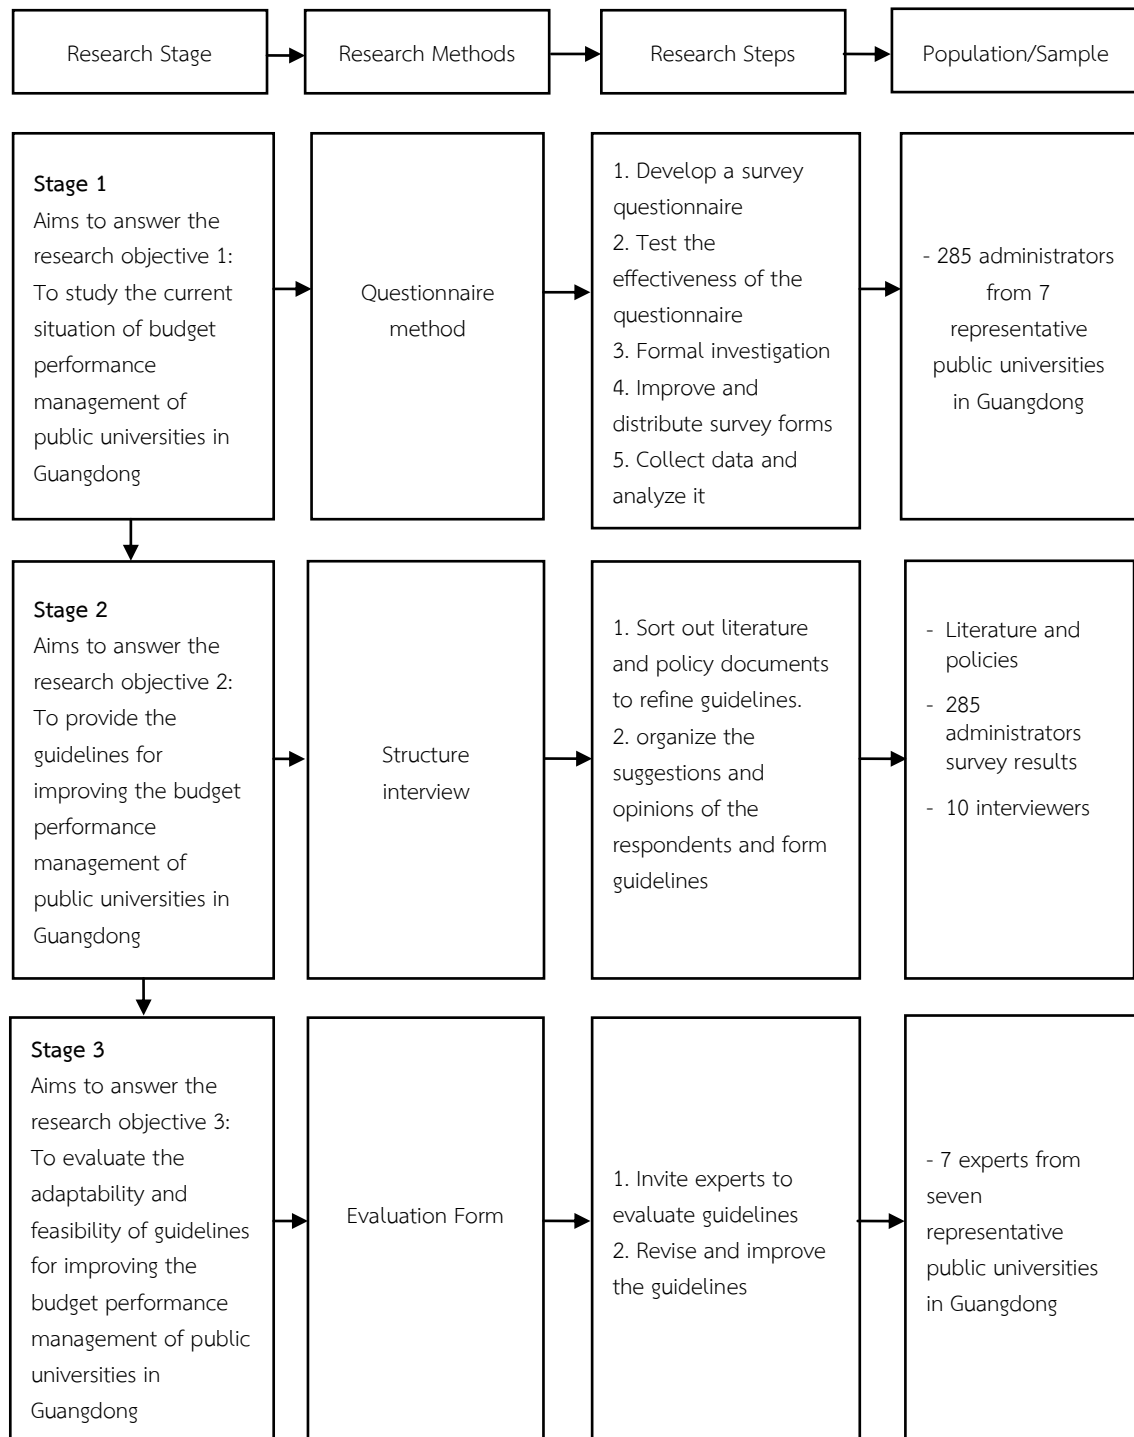 Research Stage
Research Methods
Research Steps
Population/Sample
Stage 1
Aims to answer the
research objective 1:
To study the current
situation of budget
performance
management of
public universities in
Guangdong
Questionnaire
method
1. Develop a survey
questionnaire
2. Test the
effectiveness of the
questionnaire
3. Formal investigation
4. Improve and
distribute survey forms
5. Collect data and
analyze it
- 285 administrators
from 7
representative
public universities
in Guangdong
Stage 2
Aims to answer the
research objective 2:
To provide the
guidelines for
improving the budget
performance
management of
public universities in
Guangdong
Structure
interview
1. Sort out literature
and policy documents
to refine guidelines.
2. organize the
suggestions and
opinions of the
respondents and form
guidelines
- Literature and
policies
- 285
administrators
survey results
- 10 interviewers
Stage 3
Aims to answer the
research objective 3:
To evaluate the
adaptability and
feasibility of guidelines
for improving the
budget performance
management of public
universities in
Guangdong
Evaluation Form
1. Invite experts to
evaluate guidelines
2. Revise and improve
the guidelines
- 7 experts from
seven
representative
public universities
in Guangdong